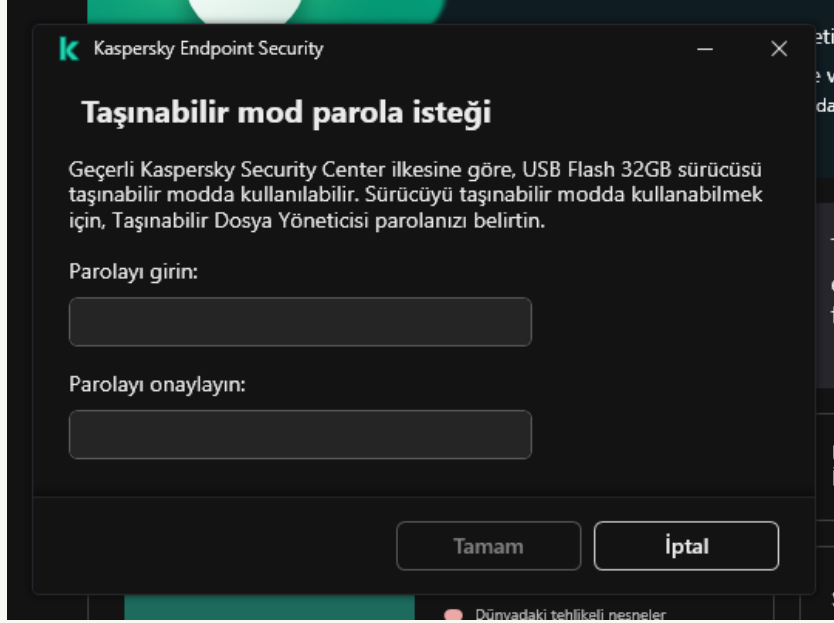 Kaspersky Endpoint Security
Taşınabilir mod parola isteği
Geçerli Kaspersky Security Center ilkesine göre, USB Flash 32GB sürücüsü
taşınabilir modda kullanılabilir. Sürücüyü taşınabilir modda kullanabilmek
için, Taşınabilir Dosya Yöneticisi parolanızı belirtin.
Parolayı girin:
Parolayı onaylayın:
Tamam
İptal
Dünyadaki tehlikeli nesneler